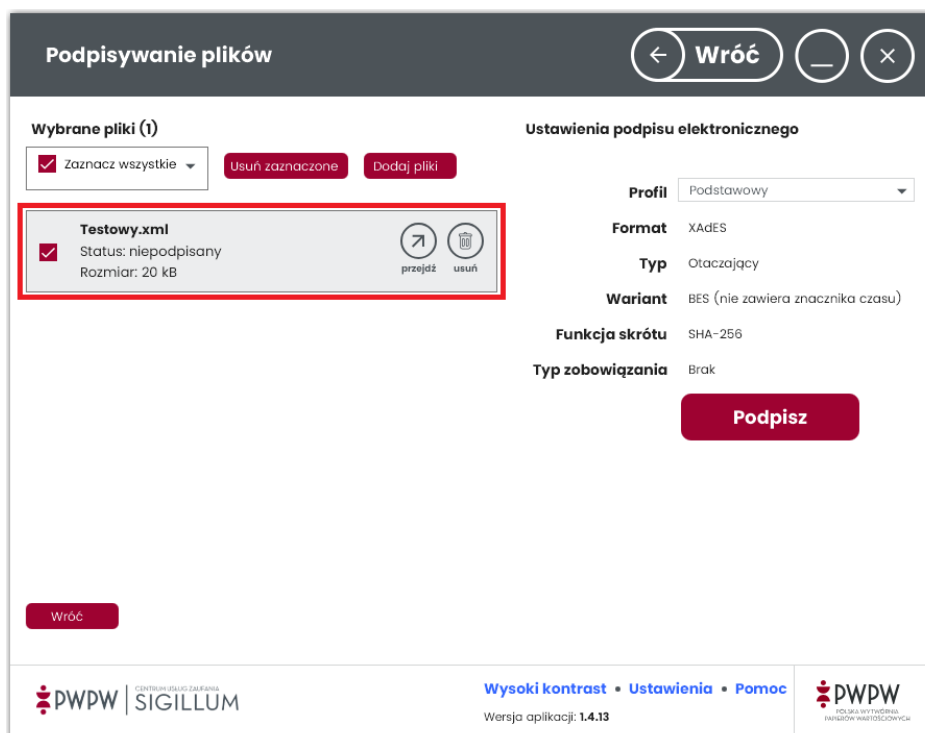 Podpisywanie plików
Wróć
Wybrane pliki (1)
Zaznacz wszystkie
Usuń zaznaczone
Dodaj pliki
Testowy.xml
Status: niepodpisany
Rozmiar: 20 kB
przejdź
usuń
Ustawienia podpisu elektronicznego
Profil Podstawowy
Format XAdES
Typ Otaczający
Wariant BES (nie zawiera znacznika czasu)
Funkcja skrótu SHA-256
Typ zobowiązania Brak
Podpisz
Wróć
PWPW
CENTRUM USŁUG ZAUFANIA
SIGILLUM
Wysoki kontrast • Ustawienia • Pomoc
Wersja aplikacji: 1.4.13
PWPW
POLSKA WYTWÓRNIA
PAPIERÓW WARTOŚCIOWYCH